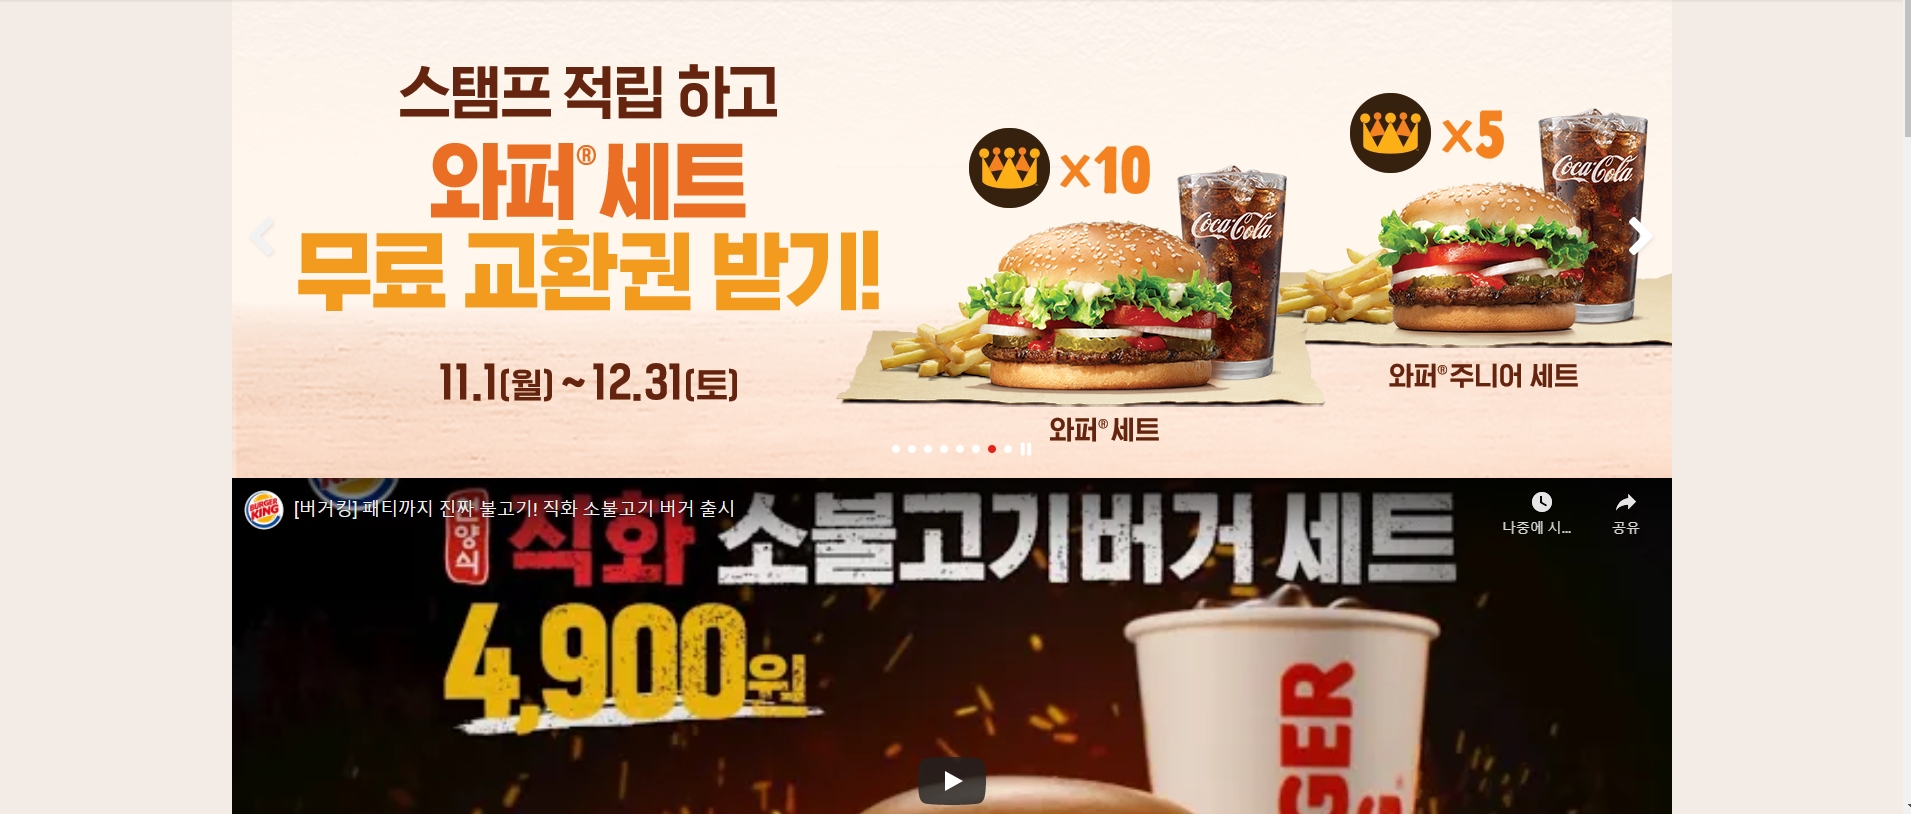 스탬프 적립 하고
와퍼® 세트
무료 교환권 받기!
11.1(월) ~ 12.31(토)
×10
Coca-Cola
와퍼® 세트
×5
Coca-Cola
와퍼® 주니어 세트
BURGER KING
[버거킹] 패티까지 진짜 불고기! 직화 소불고기 버거 출시
나중에 시...
공유
직화 소불고기버거 세트
4,900원